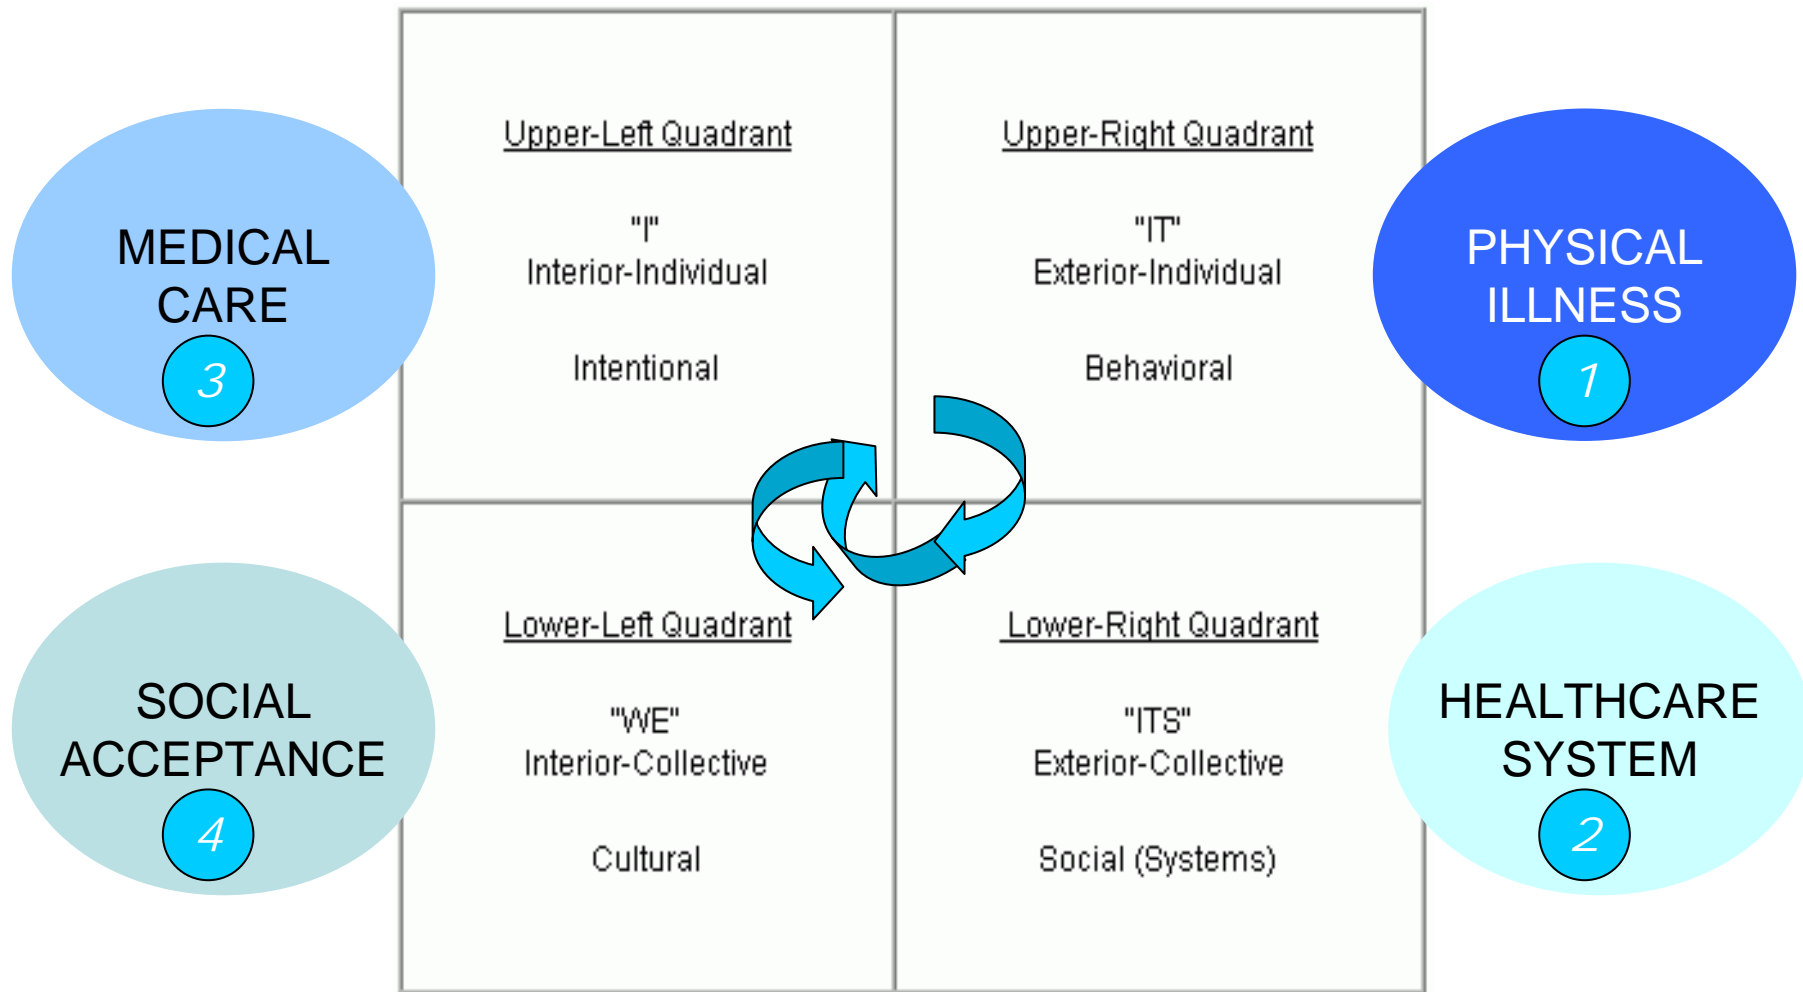 MEDICAL
CARE
3
Upper-Left Quadrant
"I"
Interior-Individual
Intentional
Upper-Right Quadrant
"IT"
Exterior-Individual
Behavioral
PHYSICAL
ILLNESS
1
SOCIAL
ACCEPTANCE
4
Lower-Left Quadrant
"WE"
Interior-Collective
Cultural
Lower-Right Quadrant
"ITS"
Exterior-Collective
Social (Systems)
HEALTHCARE
SYSTEM
2